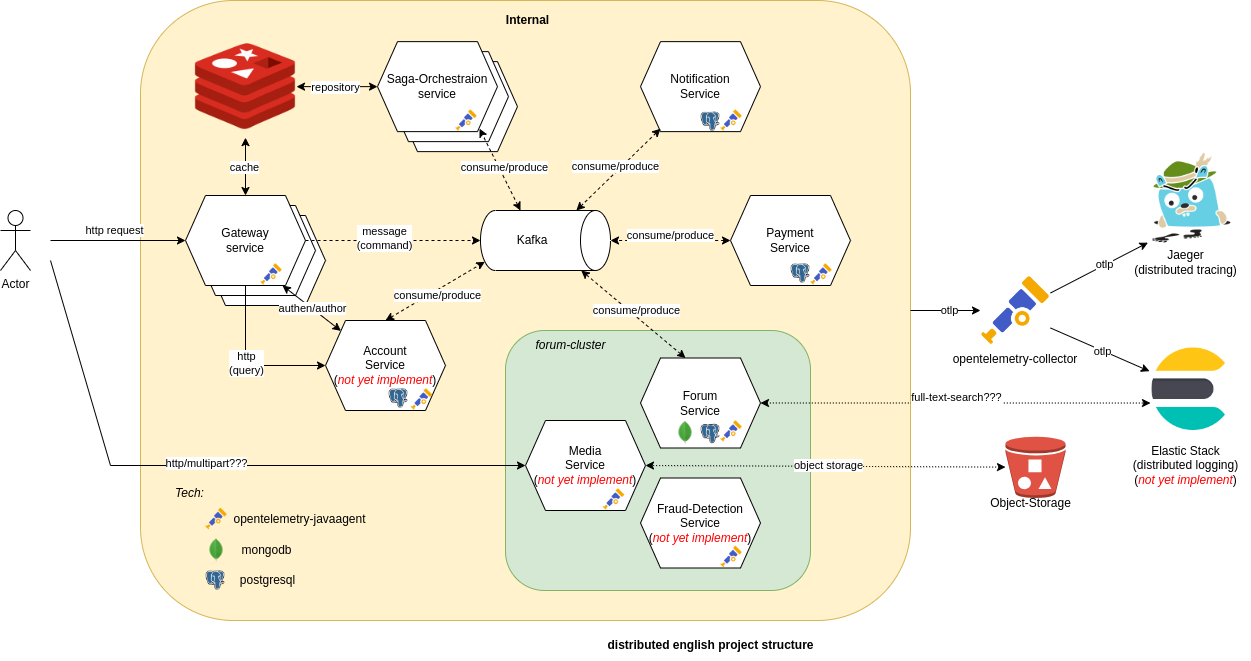 Internal
repository
Saga-Orchestraion
service
Notification
Service
cache
consume/produce
consume/produce
Actor
http request
Gateway
service
message
(command)
Kafka
consume/produce
Payment
Service
Jaeger
(distributed tracing)
otlp
consume/produce
authen/author
consume/produce
otlp
opentelemetry-collector
otlp
http
(query)
Account
Service
(not yet implement)
forum-cluster
Forum
Service
full-text-search???
Elastic Stack
(distributed logging)
(not yet implement)
http/multipart???
Media
Service
(not yet implement)
object storage
Object-Storage
Fraud-Detection
Service
(not yet implement)
Tech:
opentelemetry-javaagent
mongodb
postgresql
distributed english project structure